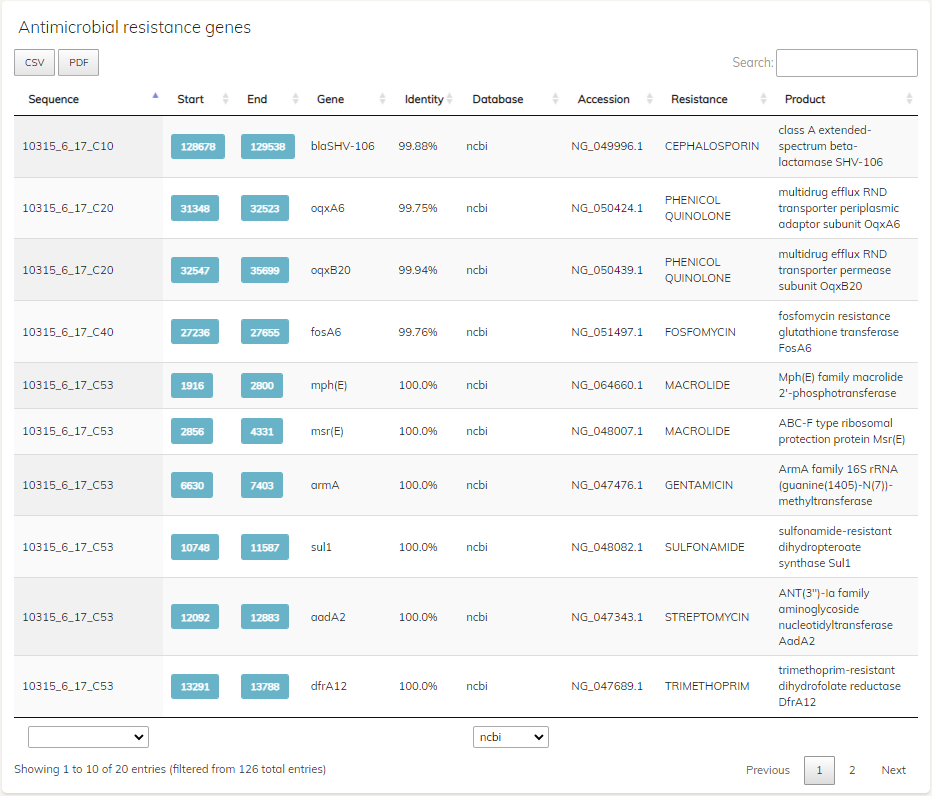 Antimicrobial resistance genes
CSV PDF Search:
Sequence Start End Gene Identity Database Accession Resistance Product
10315_6_17_C10 128678 129538 blaSHV-106 99.88% ncbi NG_049996.1 CEPHALOSPORIN class A extended-
spectrum beta-
lactamase SHV-106
10315_6_17_C20 31348 32523 oqxA6 99.75% ncbi NG_050424.1 PHENICOL QUINOLONE multidrug efflux RND
transporter periplasmic
adaptor subunit OqxA6
10315_6_17_C20 32547 35699 oqxB20 99.94% ncbi NG_050439.1 PHENICOL QUINOLONE multidrug efflux RND
transporter permease
subunit OqxB20
10315_6_17_C40 27236 27655 fosA6 99.76% ncbi NG_051497.1 FOSFOMYCIN fosfomycin resistance
glutathione transferase
FosA6
10315_6_17_C53 1916 2800 mph(E) 100.0% ncbi NG_064660.1 MACROLIDE Mph(E) family macrolide
2'-phosphotransferase
10315_6_17_C53 2856 4331 msr(E) 100.0% ncbi NG_048007.1 MACROLIDE ABC-F type ribosomal
protection protein Msr(E)
10315_6_17_C53 6630 7403 armA 100.0% ncbi NG_047476.1 GENTAMICIN ArmA family 16S rRNA
(guanine(1405)-N(7))-
methyltransferase
10315_6_17_C53 10748 11587 sul1 100.0% ncbi NG_048082.1 SULFONAMIDE sulfonamide-resistant
dihydropteroate
synthase Sul1
10315_6_17_C53 12092 12883 aadA2 100.0% ncbi NG_047343.1 STREPTOMYCIN ANT(3")-Ia family
aminoglycoside
nucleotidyltransferase
AadA2
10315_6_17_C53 13291 13788 dfrA12 100.0% ncbi NG_047689.1 TRIMETHOPRIM trimethoprim-resistant
dihydrofolate reductase
DfrA12
ncbi
Showing 1 to 10 of 20 entries (filtered from 126 total entries) Previous 1 2 Next